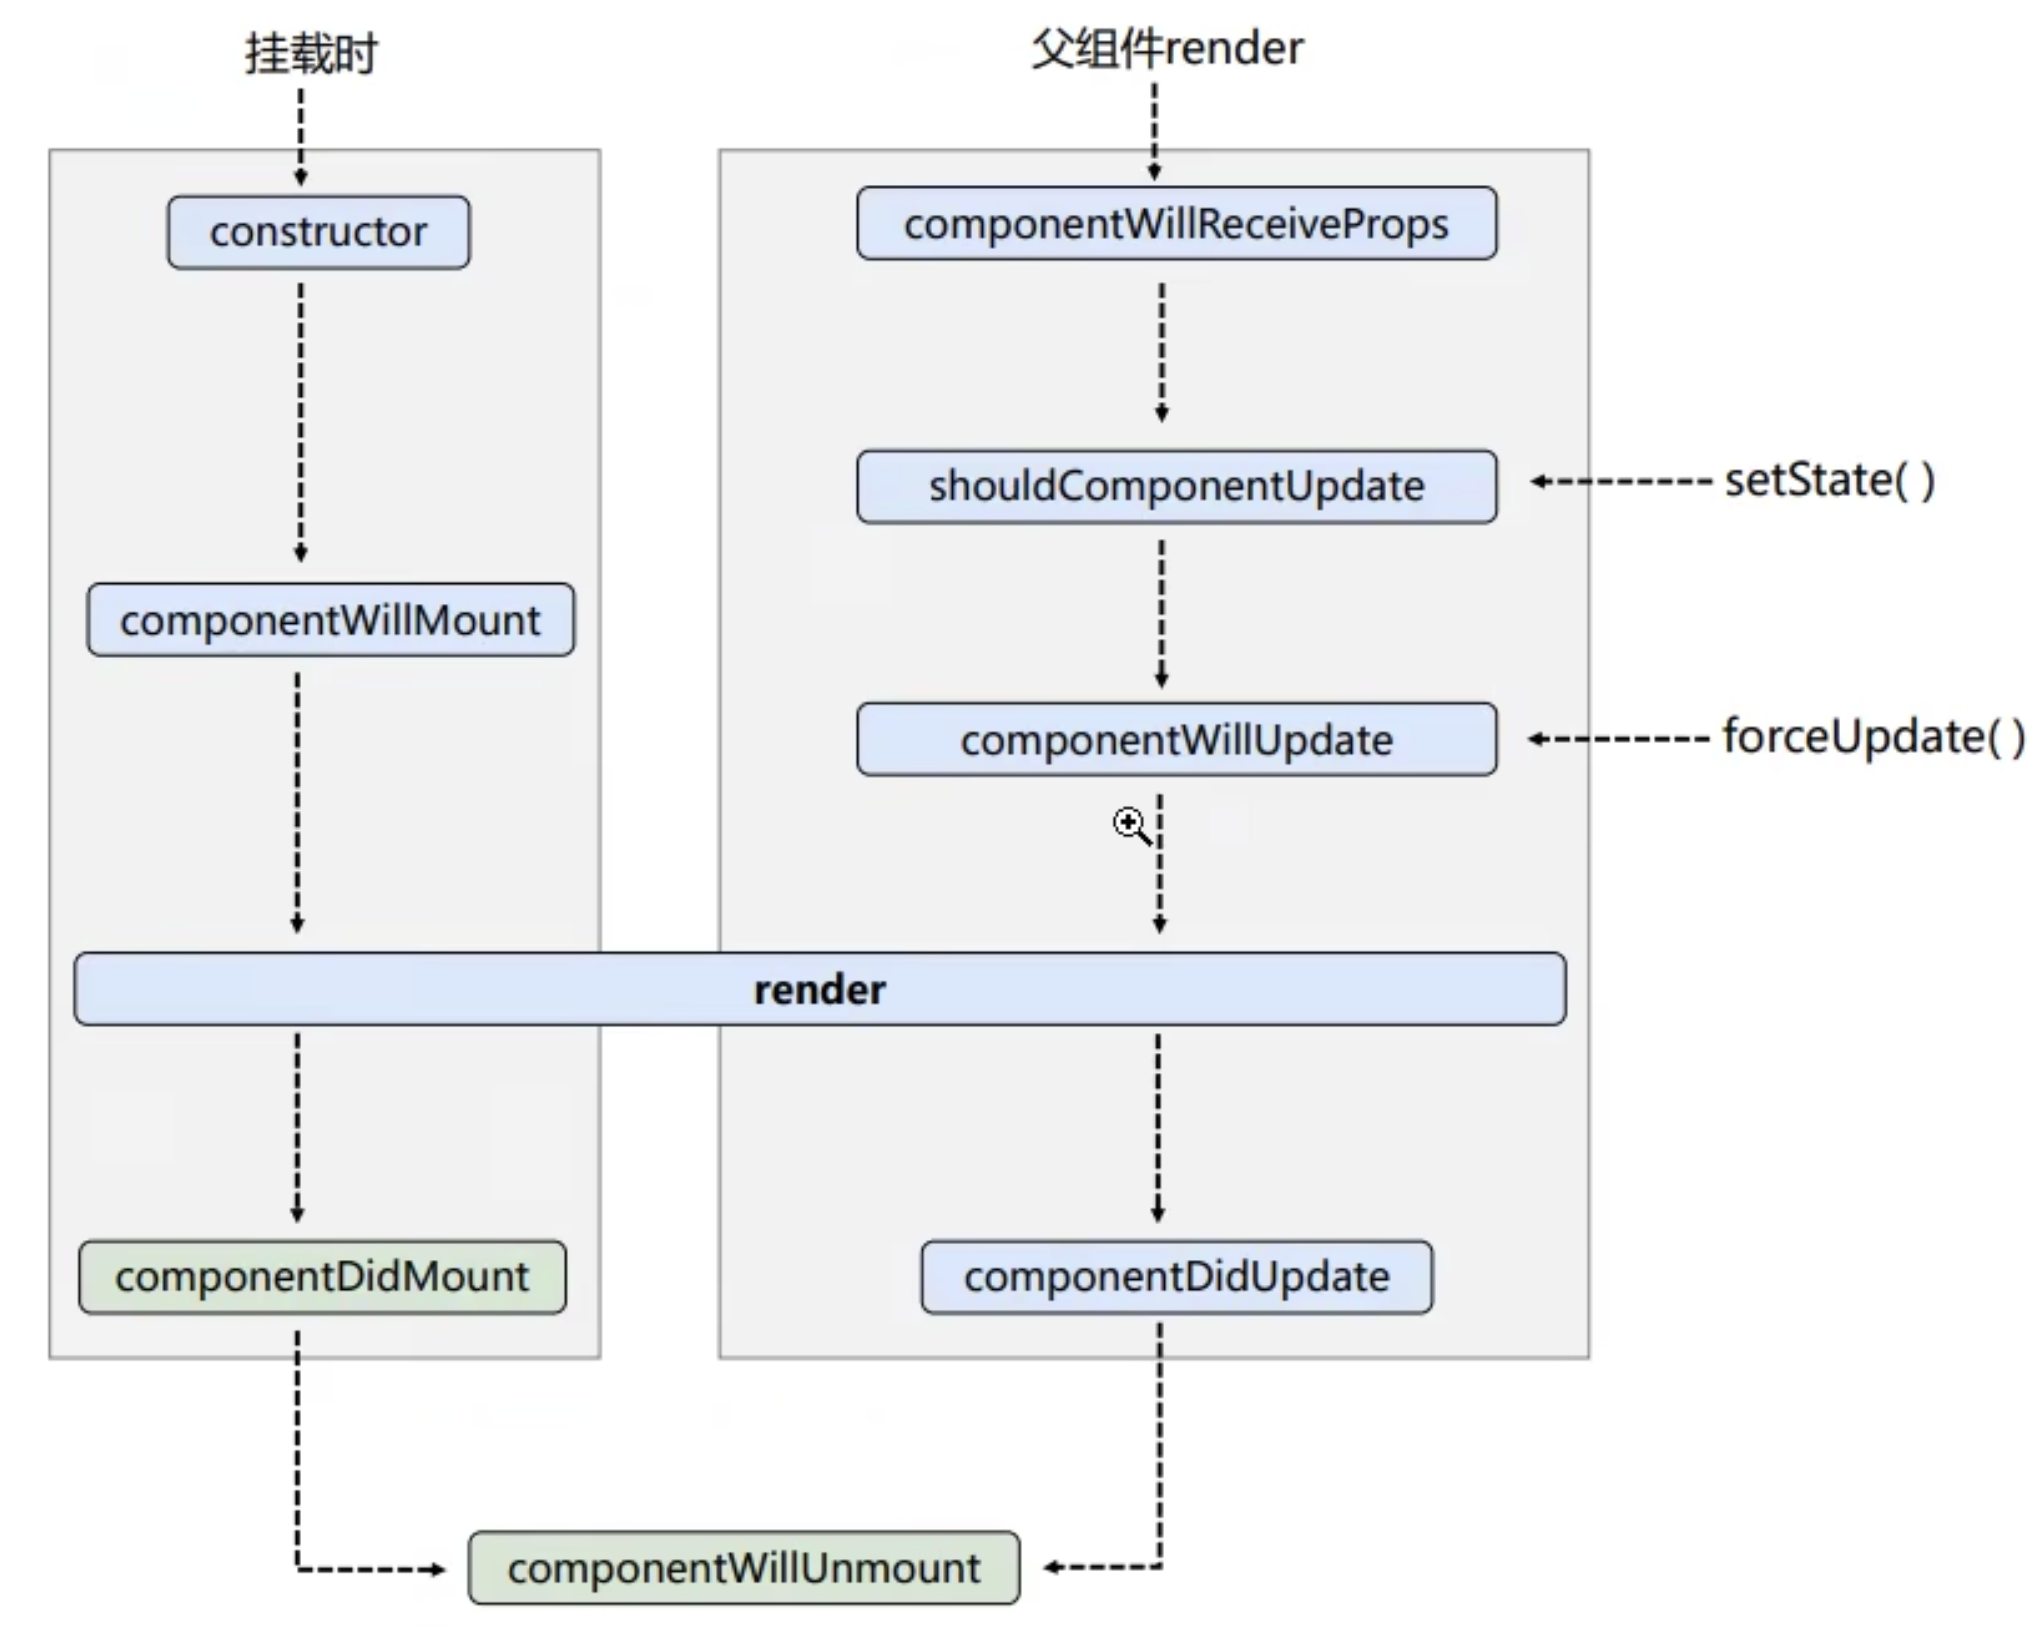 挂载时
父组件render
constructor
componentWillReceiveProps
shouldComponentUpdate
setState( )
componentWillMount
componentWillUpdate
forceUpdate( )
render
componentDidMount
componentDidUpdate
componentWillUnmount